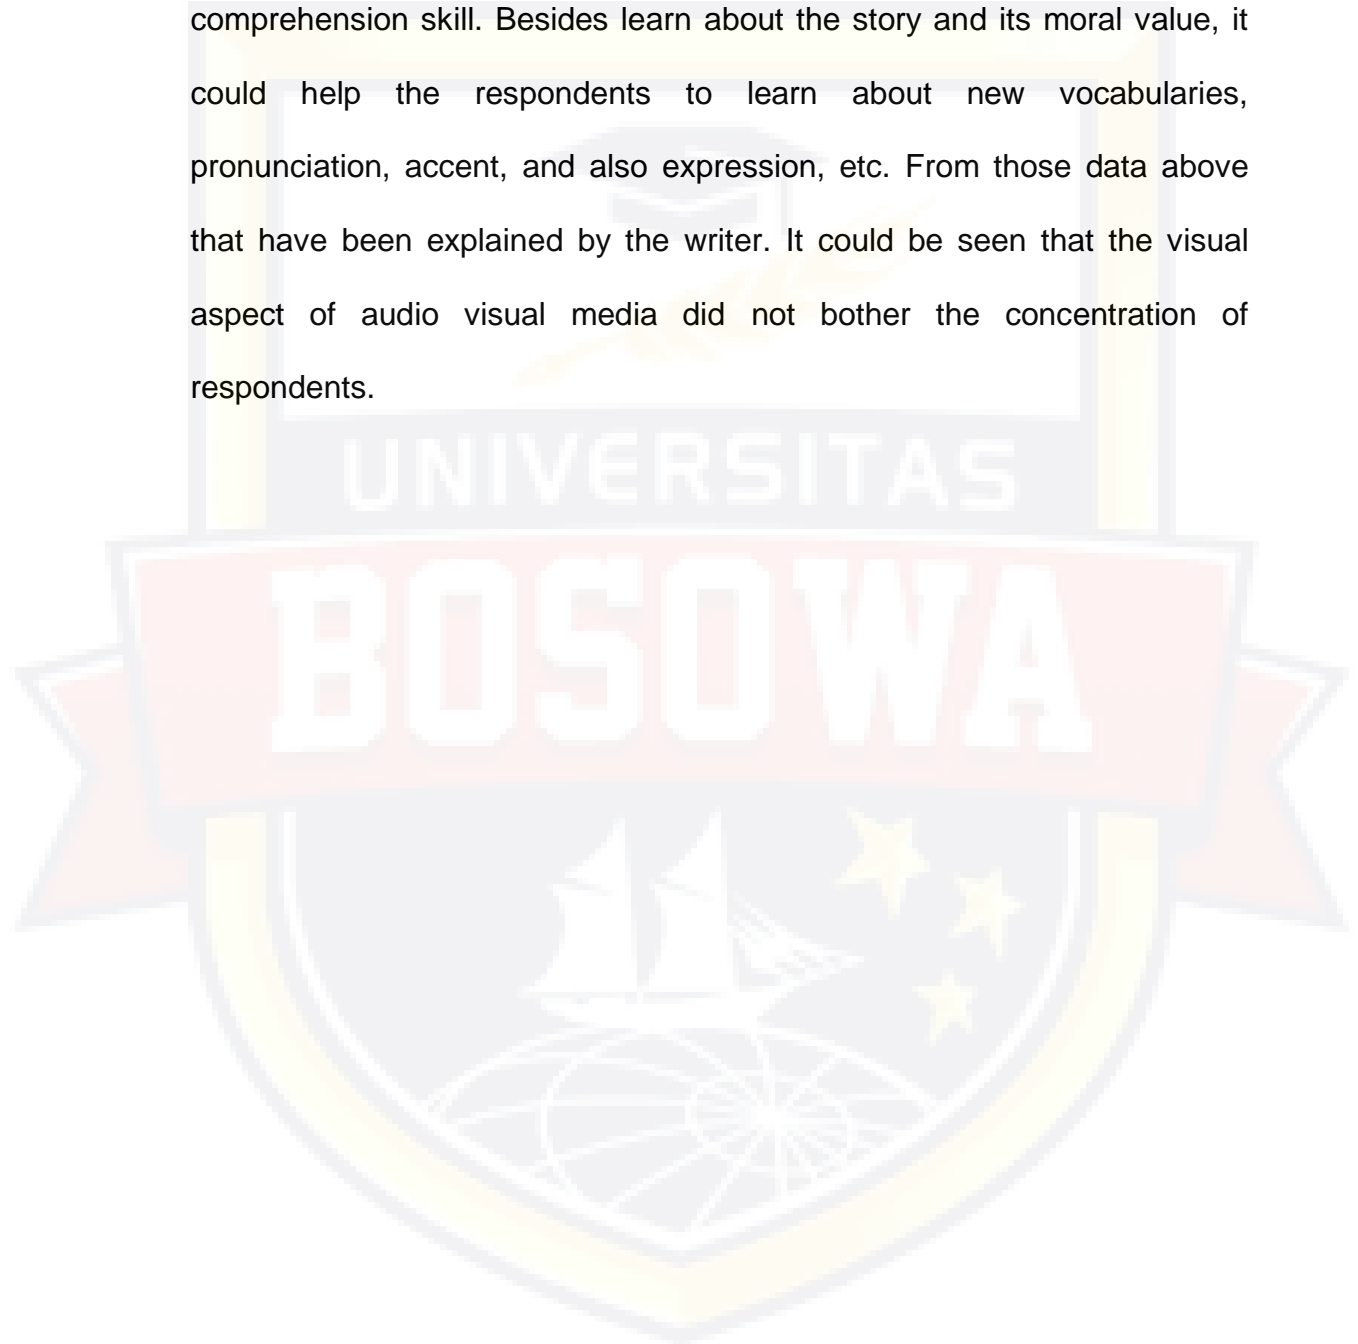 comprehension skill. Besides learn about the story and its moral value, it
could help the respondents to learn about new vocabularies,
pronunciation, accent, and also expression, etc. From those data above
that have been explained by the writer. It could be seen that the visual
aspect of audio visual media did not bother the concentration of
respondents.
UNIVERSITAS
BOSOWA